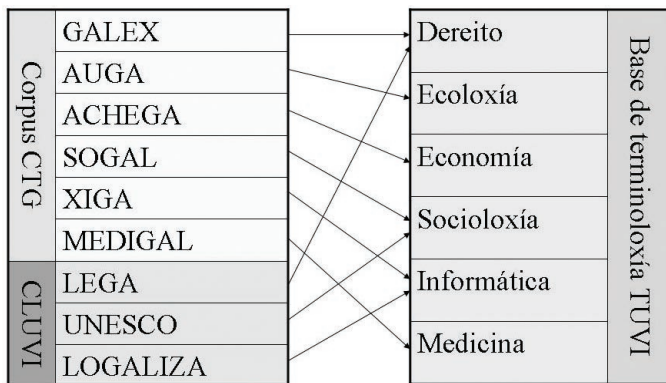 Corpus CTG
GALEX
AUGA
ACHEGA
SOGAL
XIGA
MEDIGAL
CLUVI
LEGA
UNESCO
LOGALIZA
Dereito
Ecoloxía
Economía
Socioloxía
Informática
Medicina
Base de terminoloxía TUVI